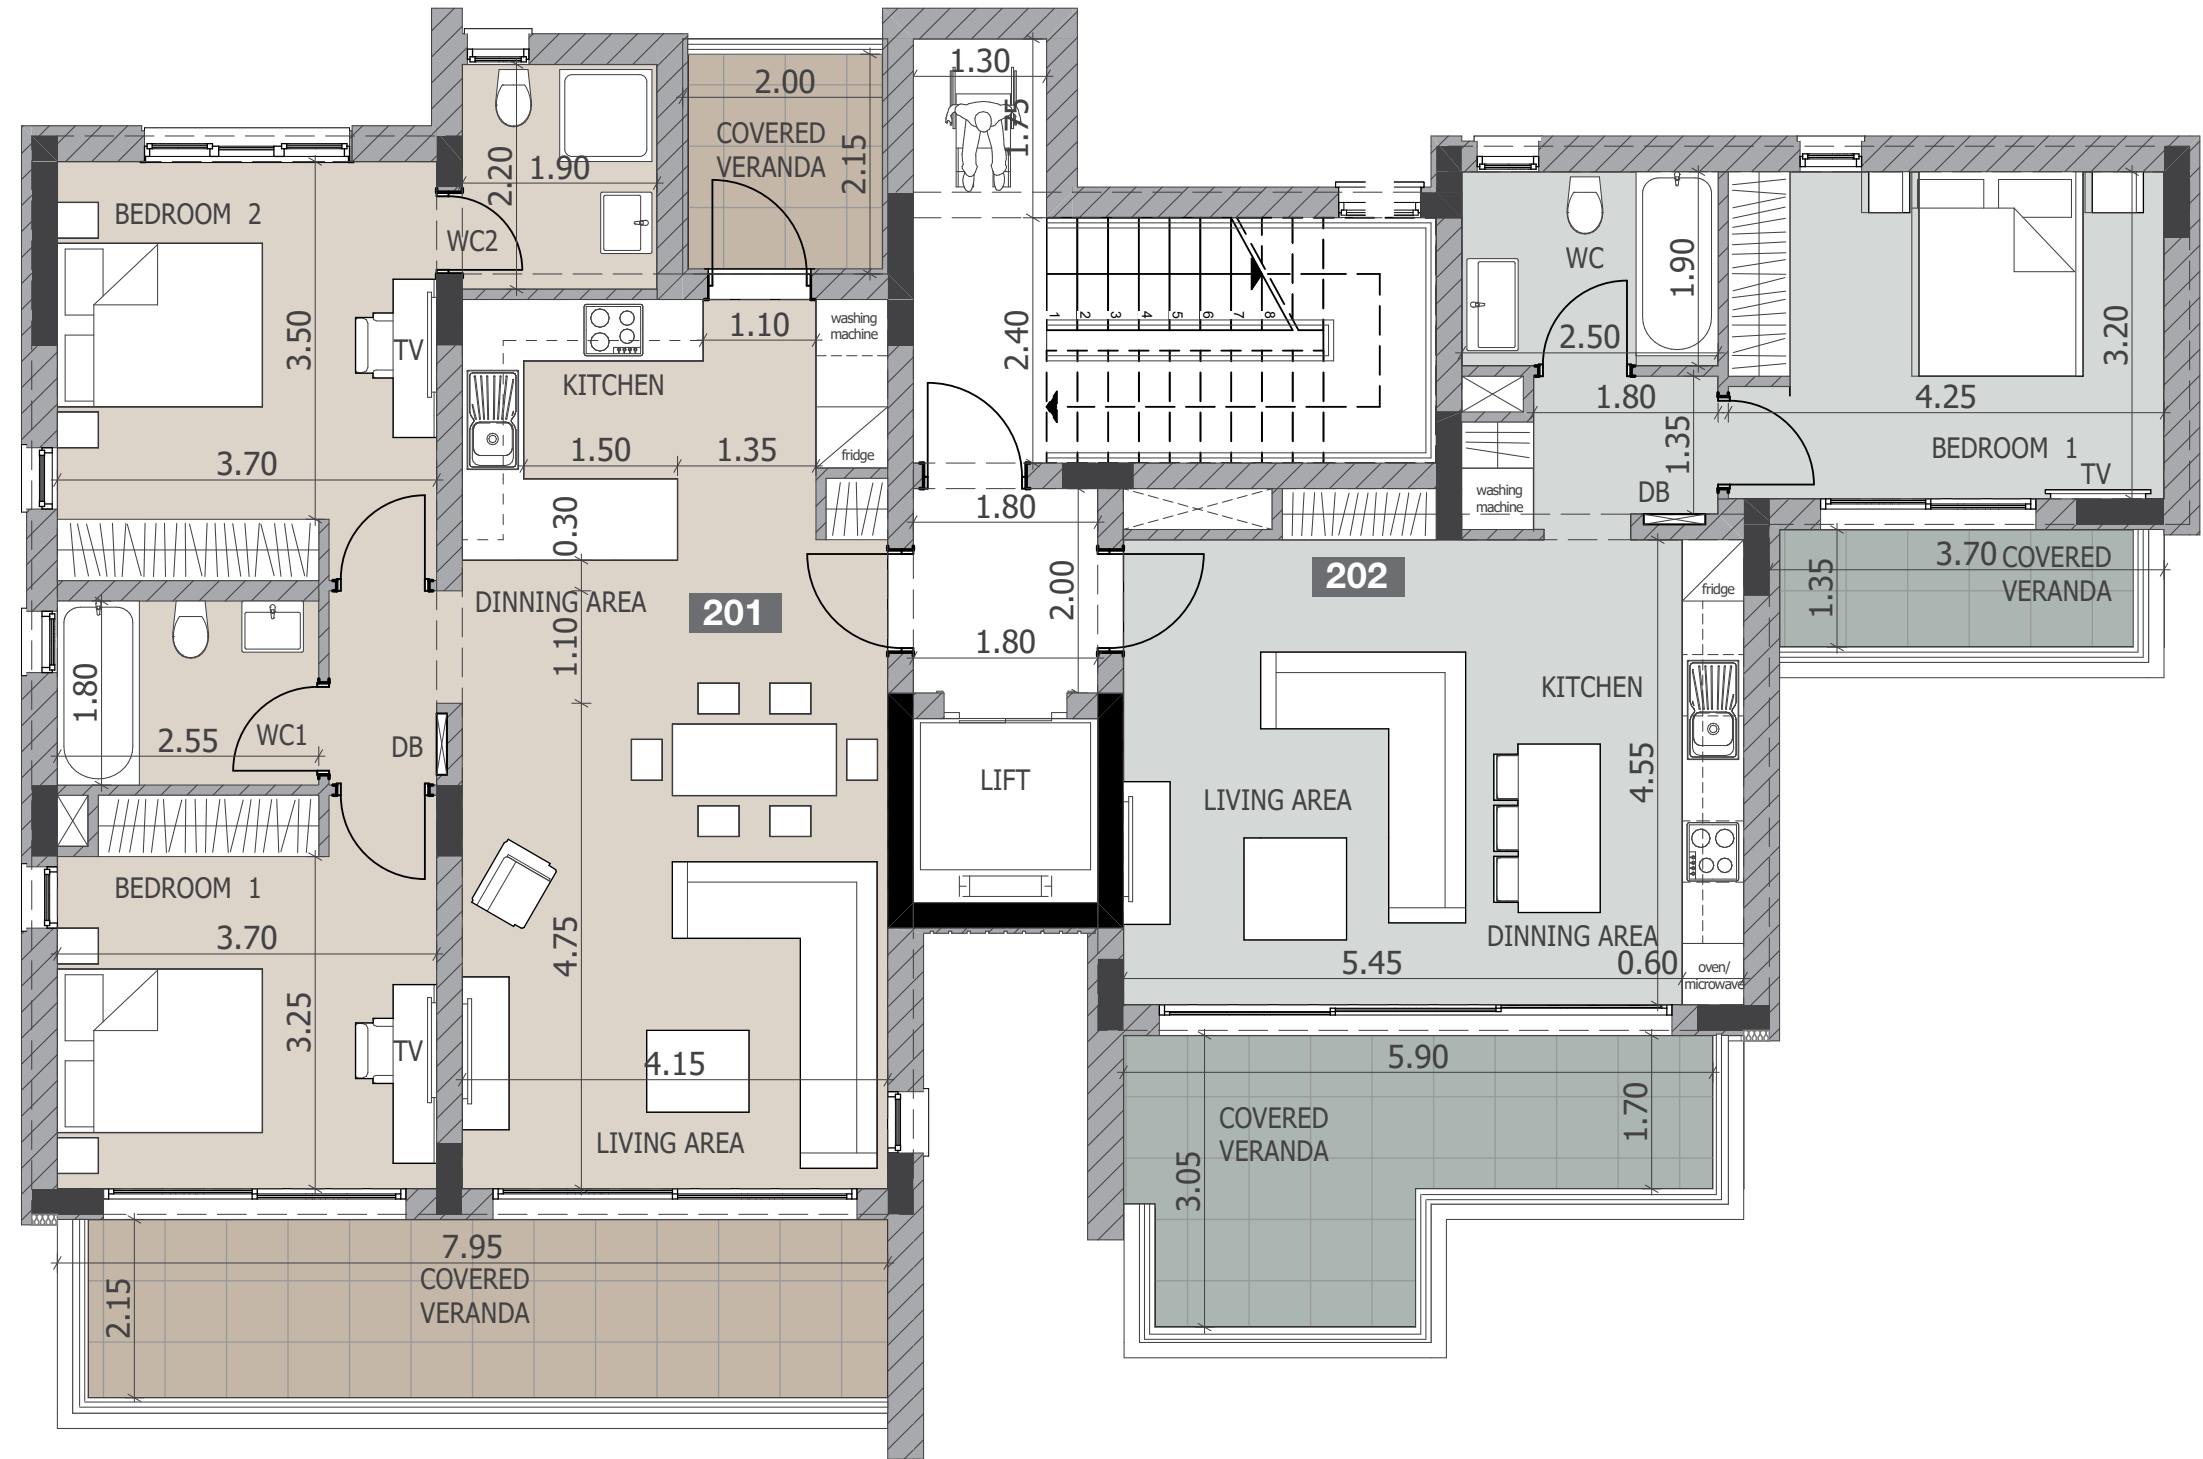 1.30
2.00
COVERED
VERANDA
2.15
1.75
2.20
1.90
WC2
BEDROOM 2
3.50
TV
1.10
washing
machine
KITCHEN
1.50
1.35
fridge
3.70
0.30
2.40
1
2
3
4
5
6
7
8
WC
1.90
2.50
3.20
1.80
4.25
1.35
BEDROOM 1
TV
DB
washing
machine
1.80
2.00
1.80
202
fridge
3.70
COVERED
VERANDA
1.35
DINNING AREA
201
1.10
1.80
2.55
WC1
DB
LIFT
KITCHEN
4.55
LIVING AREA
DINNING AREA
5.45
0.60
oven/
microwave
BEDROOM 1
3.70
3.25
TV
4.75
4.15
LIVING AREA
5.90
COVERED
VERANDA
1.70
3.05
7.95
COVERED
VERANDA
2.15